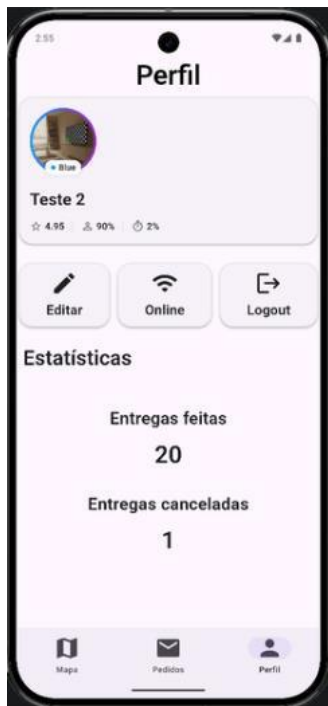 2:55
Perfil
Blue
Teste 2
4.95 90% 2%
Editar Online Logout
Estatísticas
Entregas feitas
20
Entregas canceladas
1
Mapa Pedidos Perfil